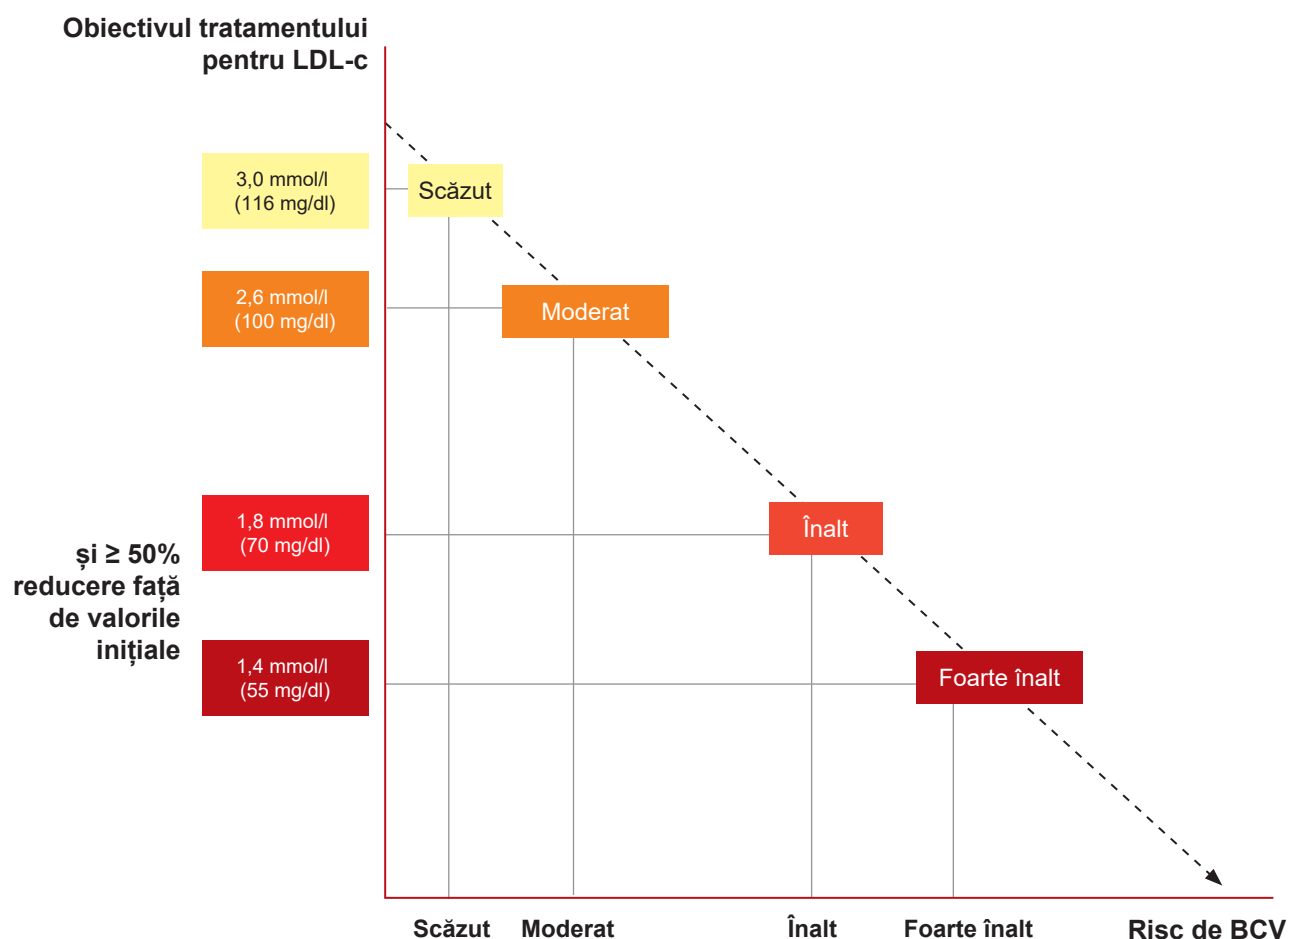 Obiectivul tratamentului
pentru LDL-c
3,0 mmol/l
(116 mg/dl)
Scăzut
2,6 mmol/l
(100 mg/dl)
Moderat
1,8 mmol/l
(70 mg/dl)
Înalt
și ≥ 50%
reducere față
de valorile
inițiale
1,4 mmol/l
(55 mg/dl)
Foarte înalt
Scăzut
Moderat
Înalt
Foarte înalt
Risc de BCV